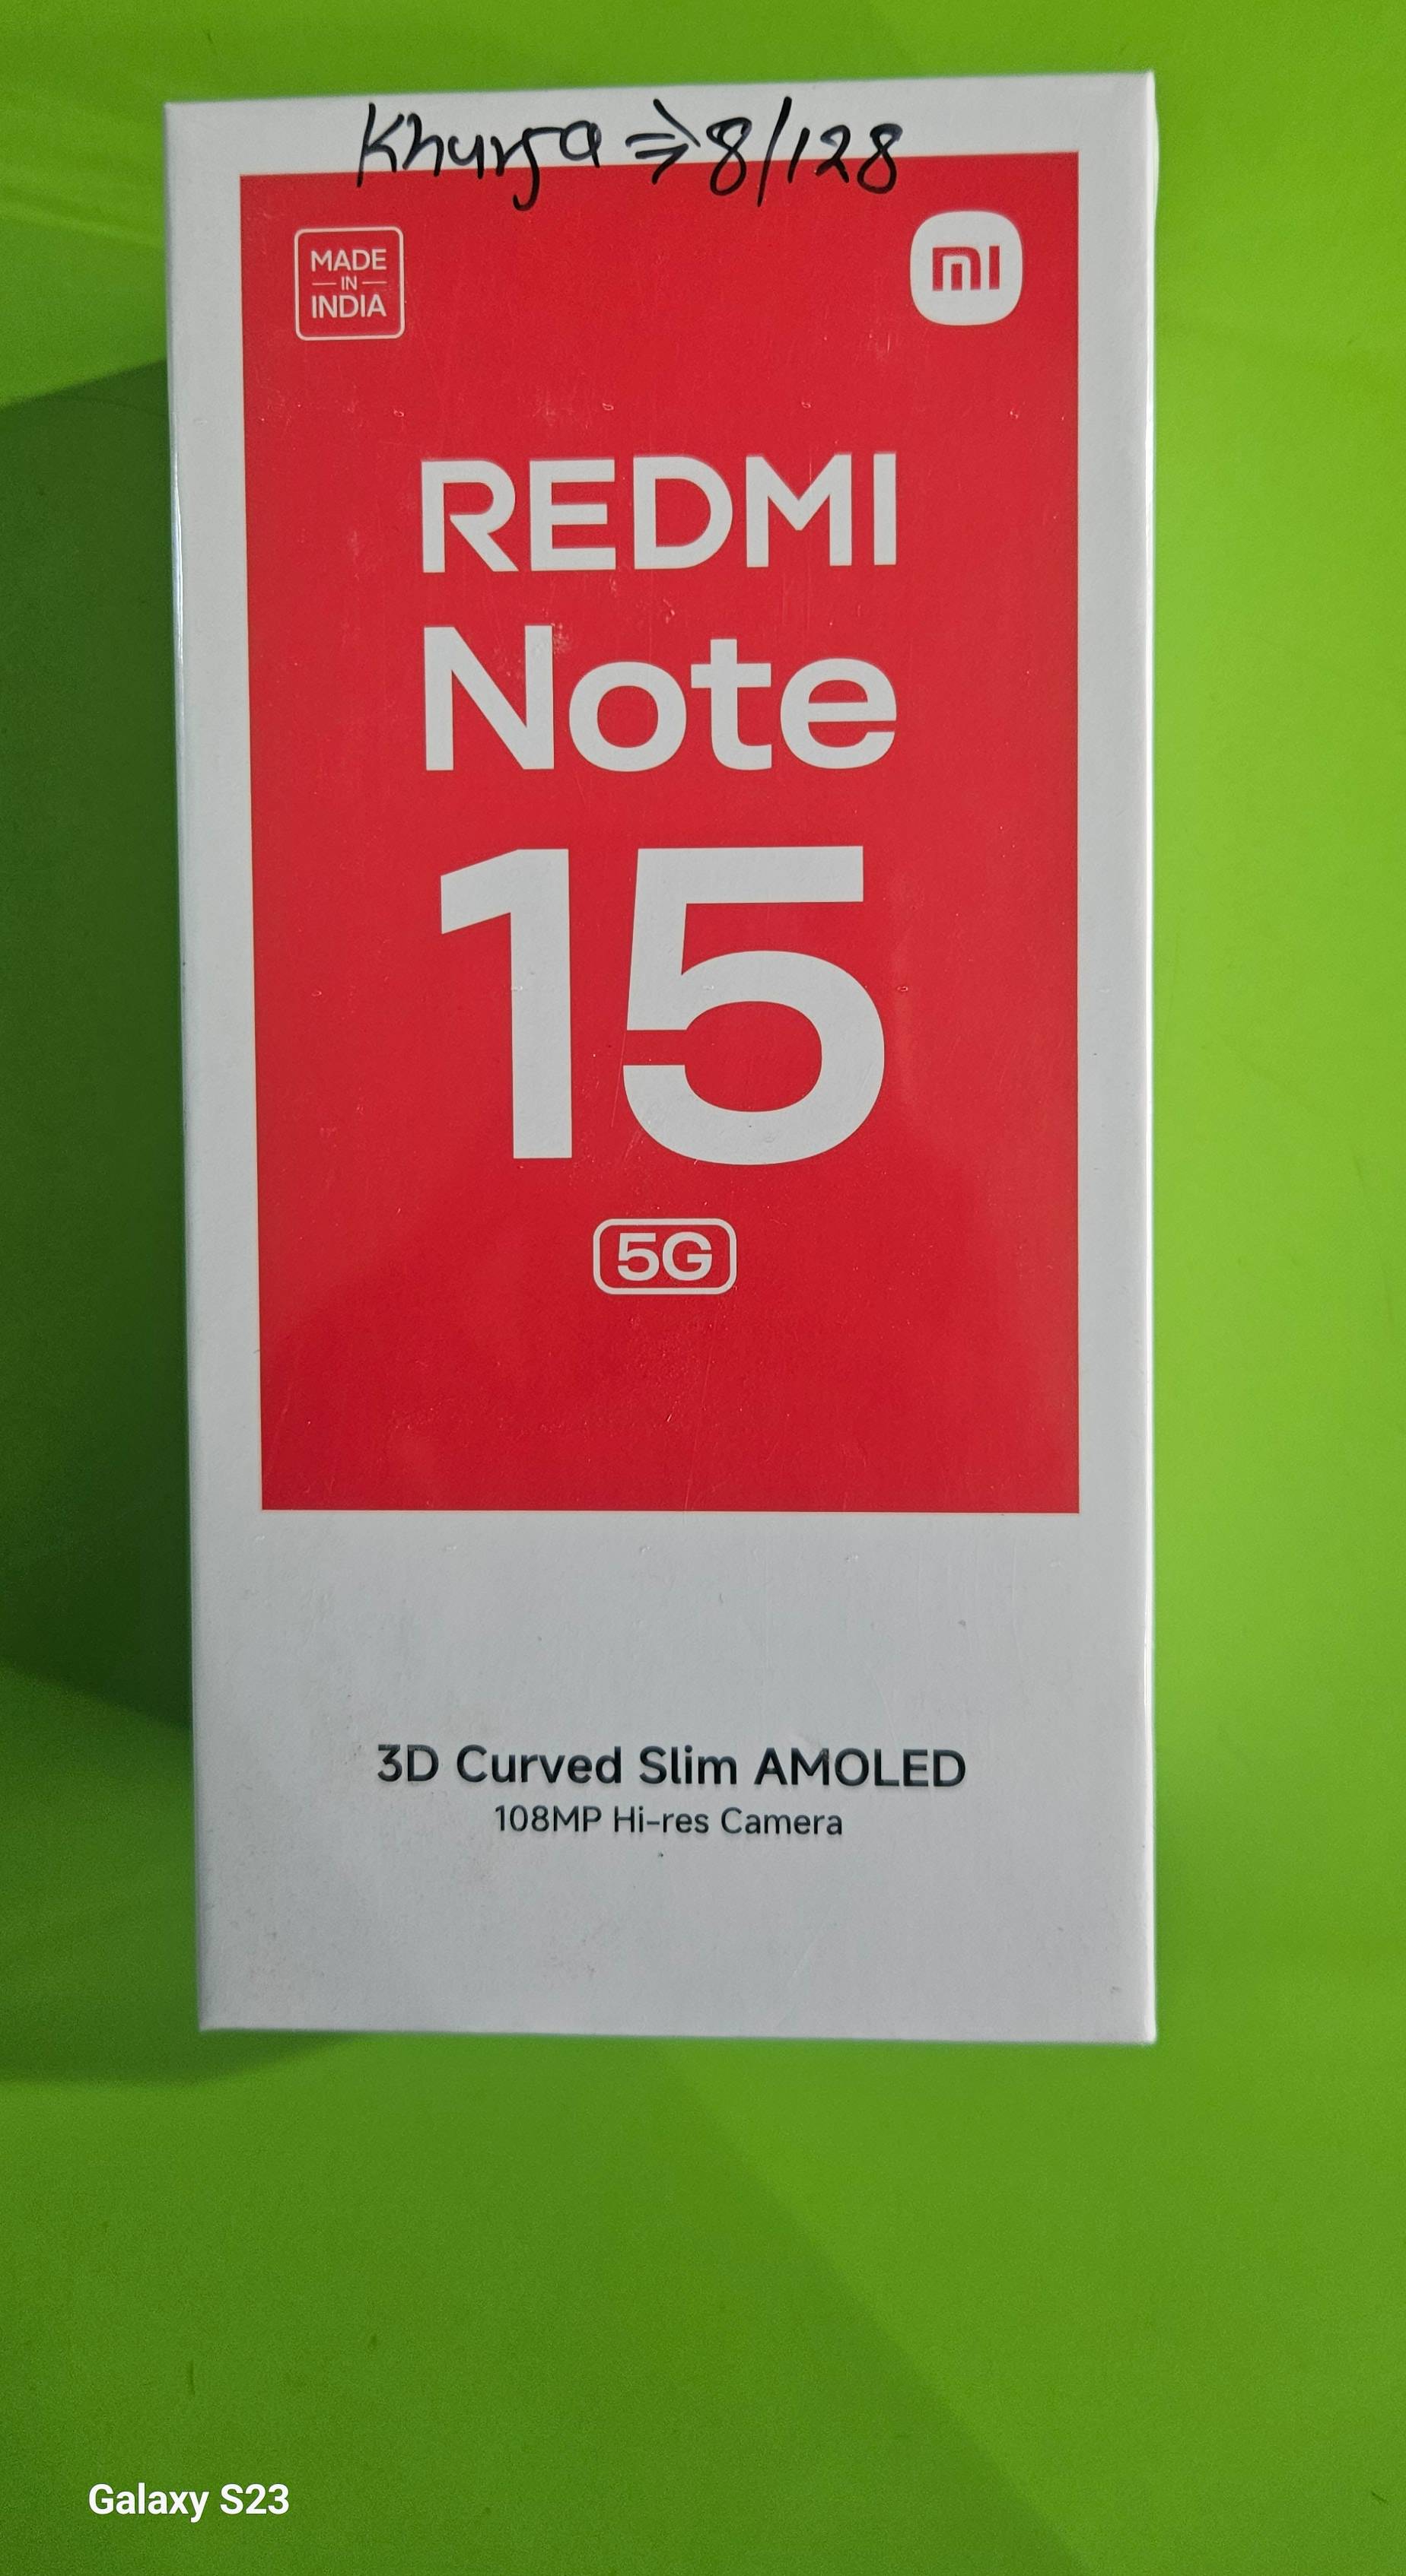 Khurja ⇒ 8/128
MADE
IN
INDIA
mi
REDMI
Note
15
5G
3D Curved Slim AMOLED
108MP Hi-res Camera
Galaxy S23